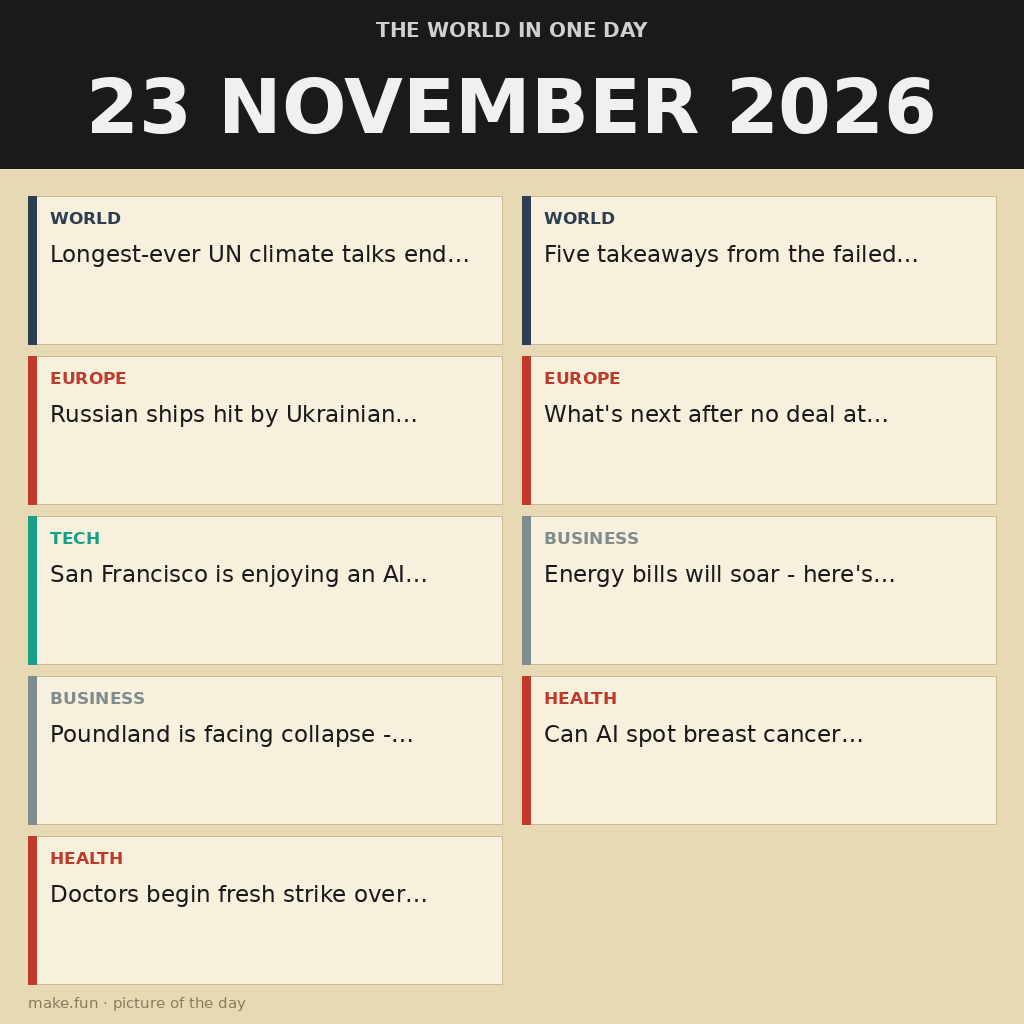 THE WORLD IN ONE DAY
23 NOVEMBER 2026
WORLD
Longest-ever UN climate talks end...
WORLD
Five takeaways from the failed...
EUROPE
Russian ships hit by Ukrainian...
EUROPE
What's next after no deal at...
TECH
San Francisco is enjoying an AI...
BUSINESS
Energy bills will soar - here's...
BUSINESS
Poundland is facing collapse -...
HEALTH
Can AI spot breast cancer...
HEALTH
Doctors begin fresh strike over...
make.fun · picture of the day